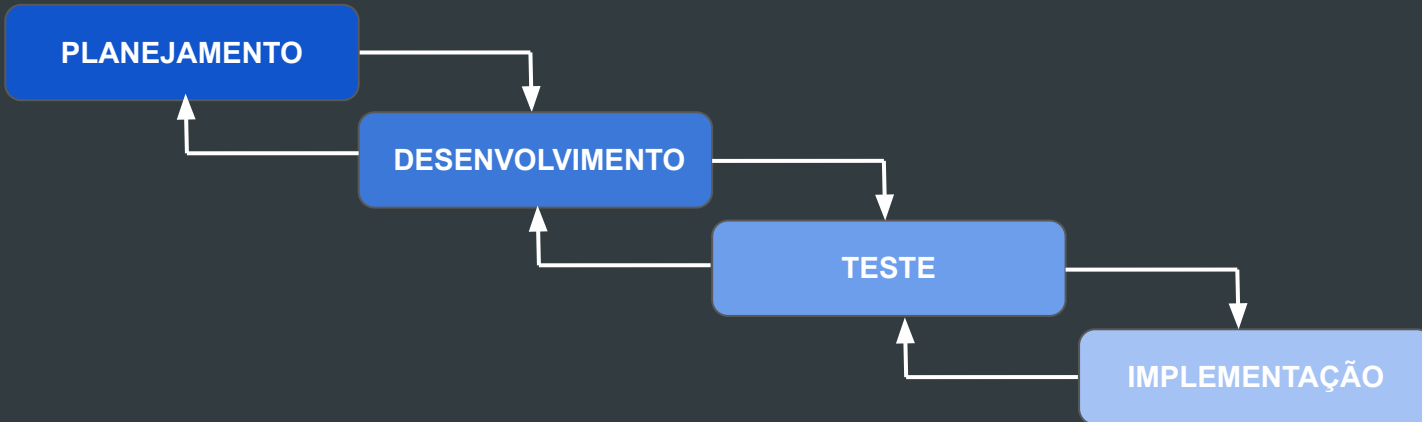 PLANEJAMENTO
DESENVOLVIMENTO
TESTE
IMPLEMENTAÇÃO